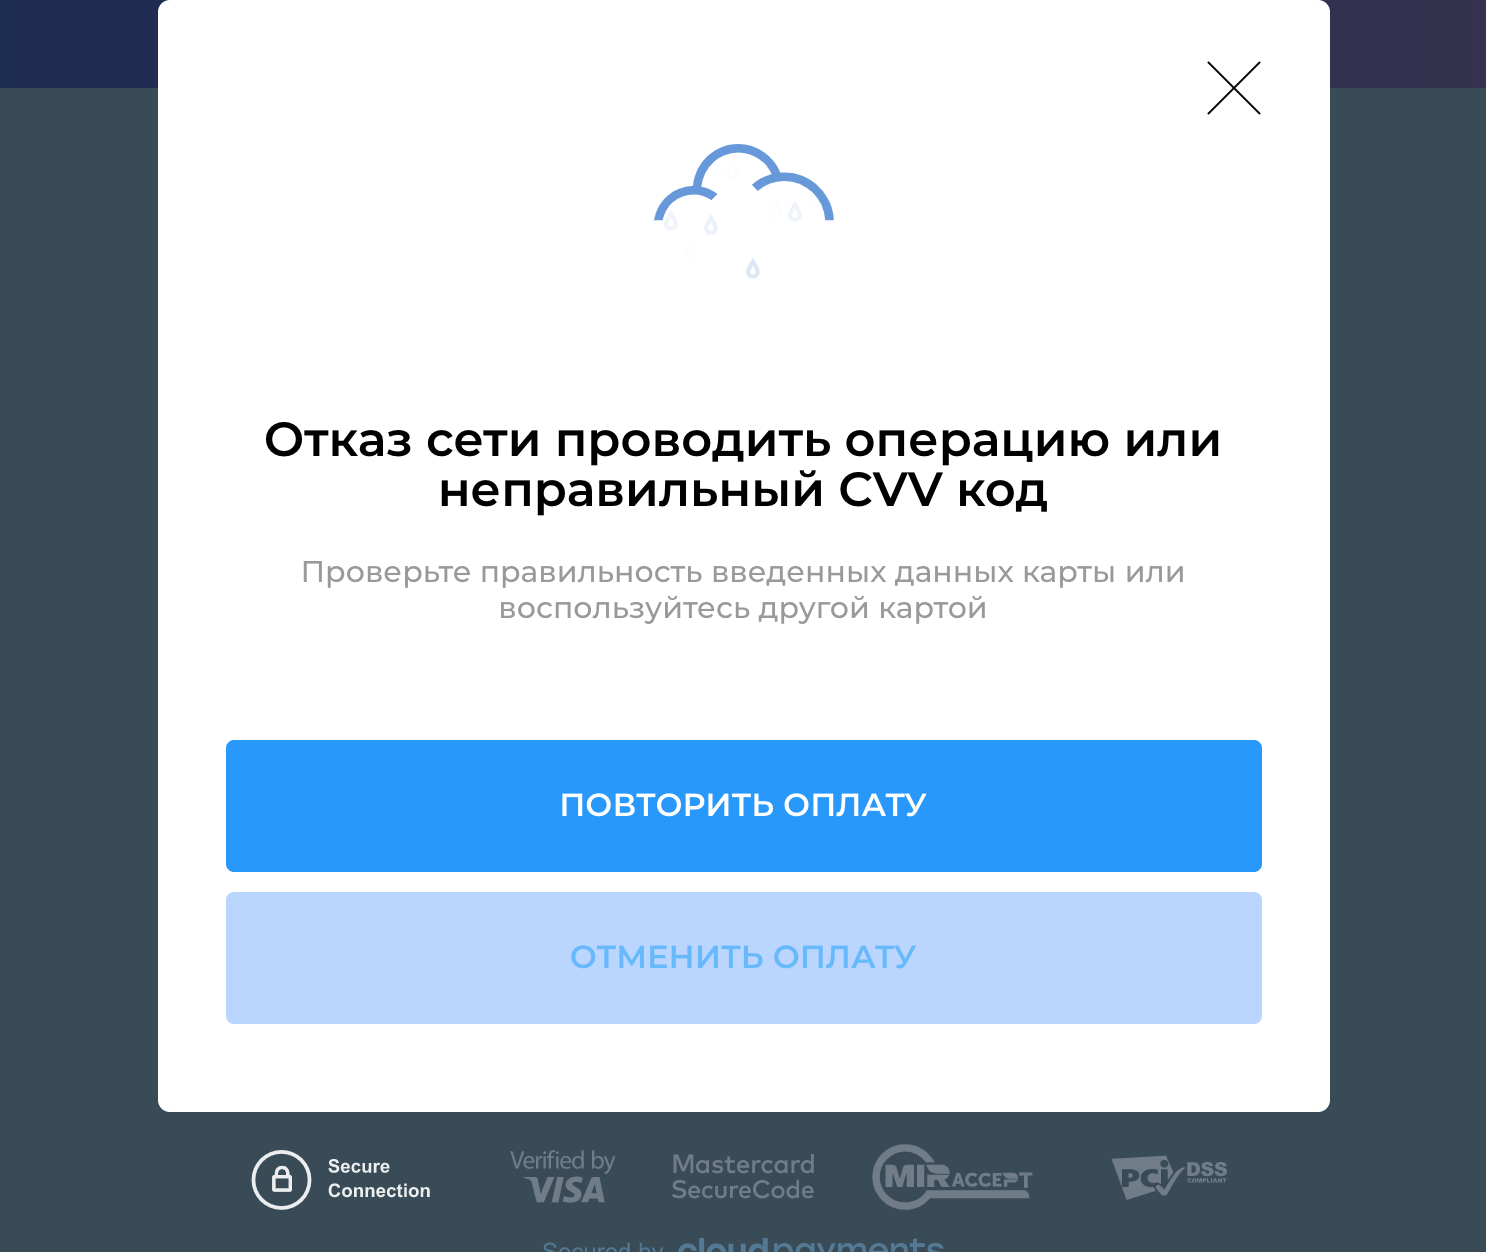 Отказ сети проводить операцию или
неправильный CVV код
Проверьте правильность введенных данных карты или
воспользуйтесь другой картой
ПОВТОРИТЬ ОПЛАТУ
ОТМЕНИТЬ ОПЛАТУ
Secure
Connection
Verified by
VISA
Mastercard
SecureCode
MIR ACCEPT
PCi DSS
COMPLIANT
Secured by cloudpayments